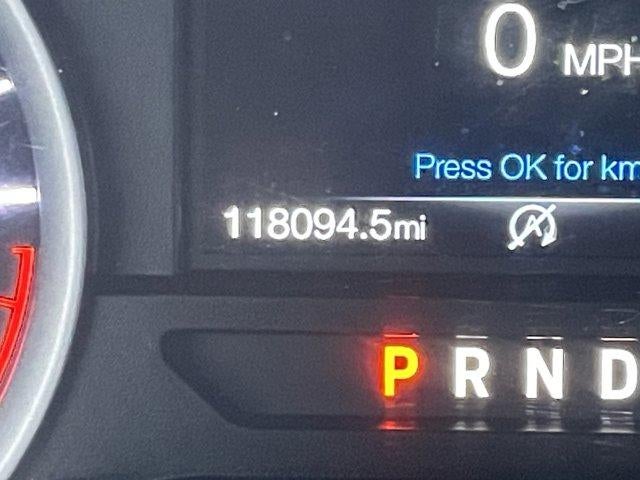 0 MPH
Press OK for km
118094.5mi
P R N D